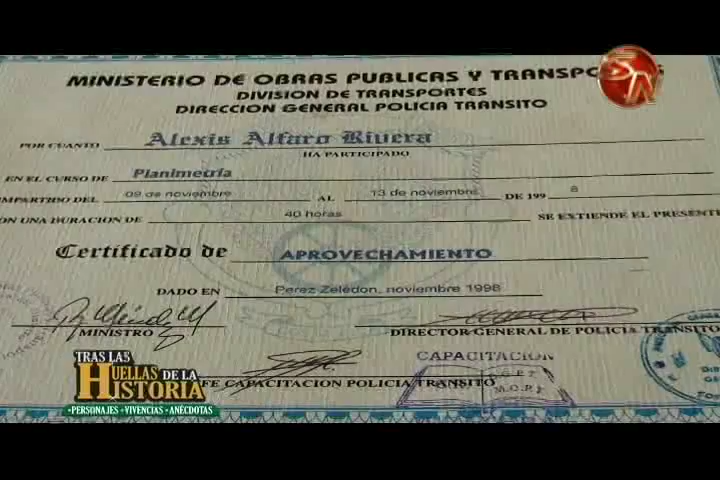 MINISTERIO DE OBRAS PUBLICAS Y TRANSPO
DIVISION DE TRANSPORTES
DIRECCION GENERAL POLICIA TRANSITO
POR CUANTO Alexis Alfaro Rivera
HA PARTICIPADO
EN EL CURSO DE Planimetría
MPARTIDO DEL 09 de noviembre AL 13 de noviembre DE 199 8
ON UNA DURACION DE 40 horas SE EXTIENDE EL PRESENTE
Certificado de APROVECHAMIENTO
DADO EN Perez Zeledon, noviembre 1998
MINISTRO DIRECTOR GENERAL DE POLICIA TRANSITO
CAPACITACION
FE CAPACITACION POLICIA TRANSITO
M.O.P.T
TRAS LAS
HUELLAS DE LA
HISTORIA
•PERSONAJES •VIVENCIAS •ANÉCDOTAS